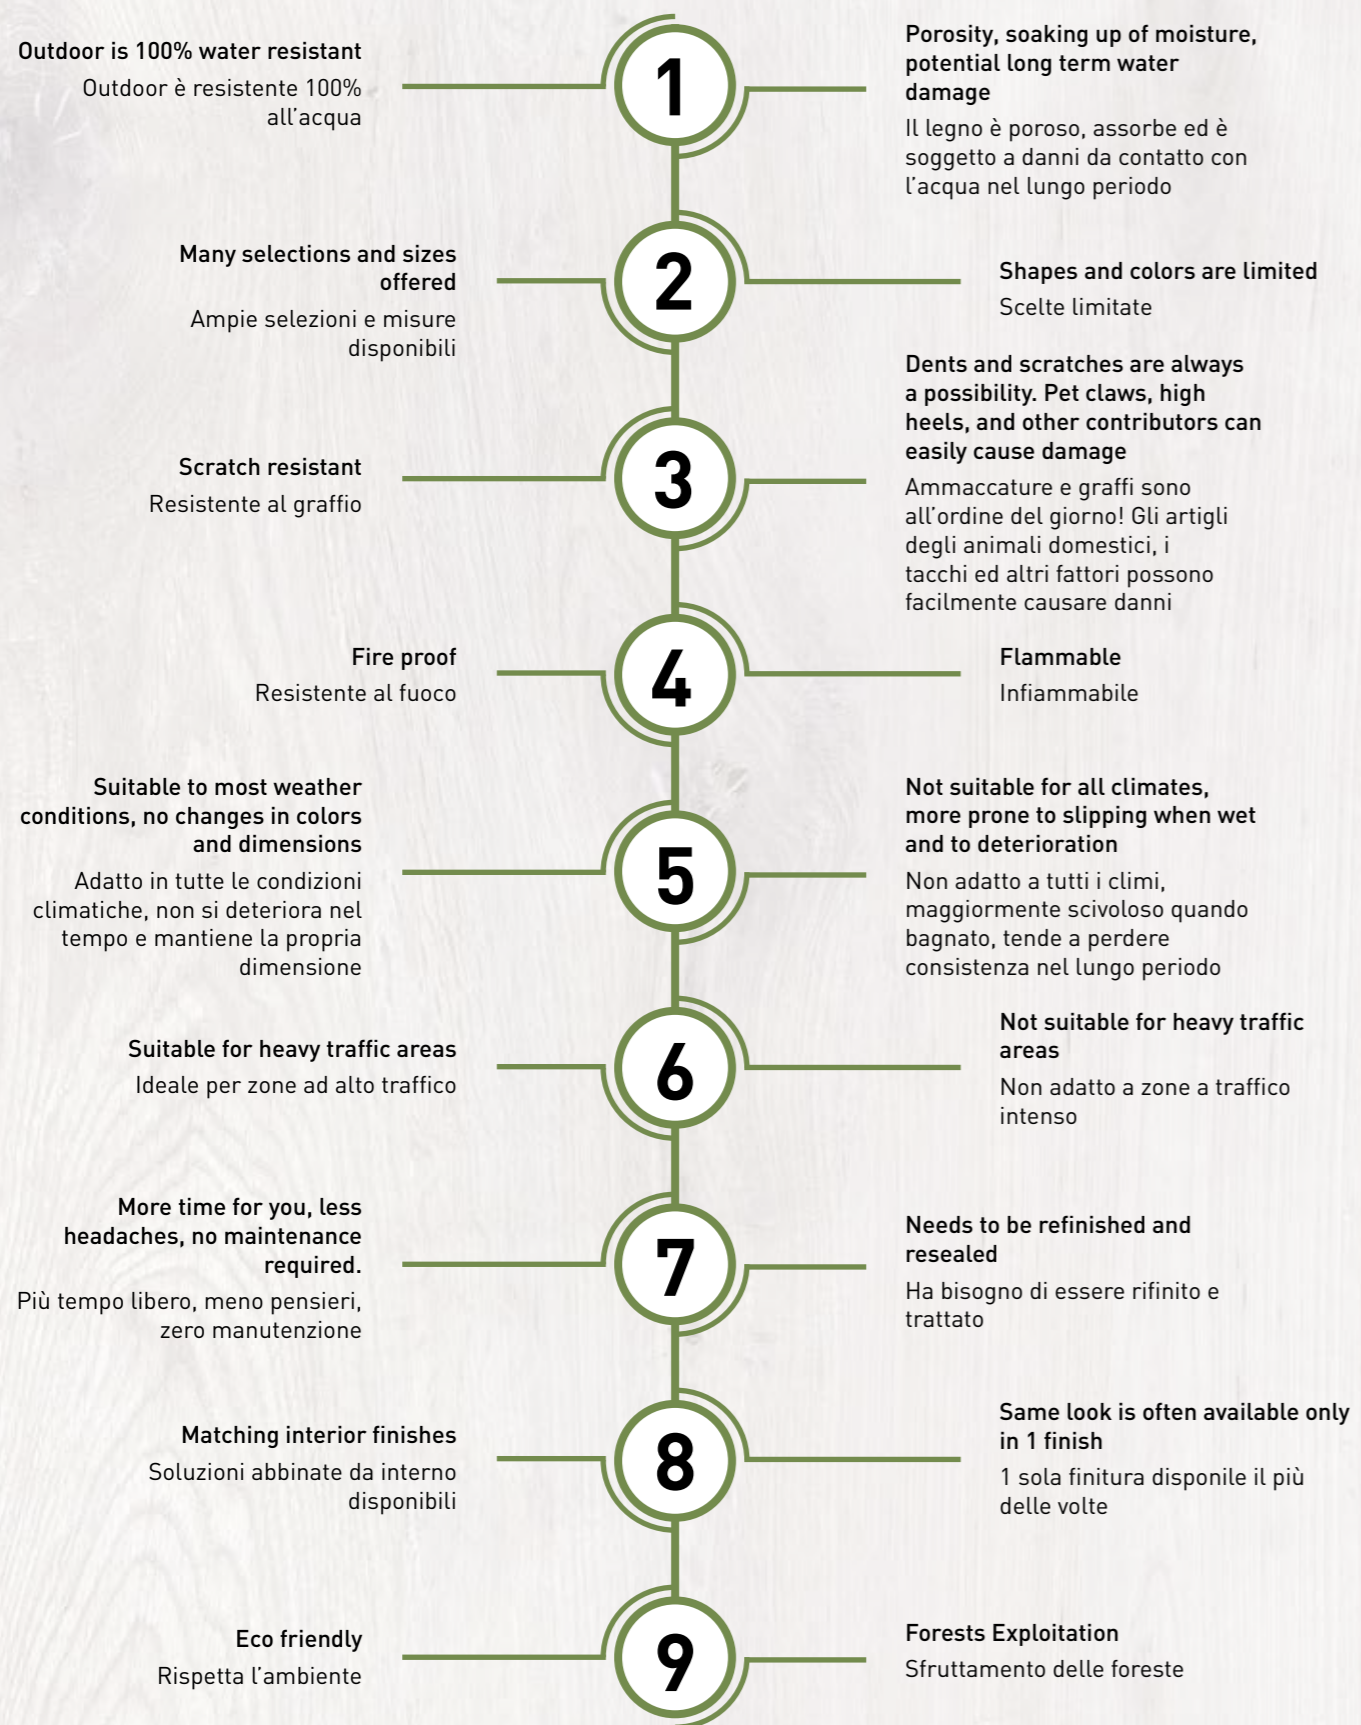 Outdoor is 100% water resistant
Outdoor è resistente 100%
all'acqua
1
Porosity, soaking up of moisture,
potential long term water
damage
Il legno è poroso, assorbe ed è
soggetto a danni da contatto con
l'acqua nel lungo periodo
Many selections and sizes
offered
Ampie selezioni e misure
disponibili
2
Shapes and colors are limited
Scelte limitate
Scratch resistant
Resistente al graffio
3
Dents and scratches are always
a possibility. Pet claws, high
heels, and other contributors can
easily cause damage
Ammaccature e graffi sono
all'ordine del giorno! Gli artigli
degli animali domestici, i
tacchi ed altri fattori possono
facilmente causare danni
Fire proof
Resistente al fuoco
4
Flammable
Infiammabile
Suitable to most weather
conditions, no changes in colors
and dimensions
Adatto in tutte le condizioni
climatiche, non si deteriora nel
tempo e mantiene la propria
dimensione
5
Not suitable for all climates,
more prone to slipping when wet
and to deterioration
Non adatto a tutti i climi,
maggiormente scivoloso quando
bagnato, tende a perdere
consistenza nel lungo periodo
Suitable for heavy traffic areas
Ideale per zone ad alto traffico
6
Not suitable for heavy traffic
areas
Non adatto a zone a traffico
intenso
More time for you, less
headaches, no maintenance
required.
Più tempo libero, meno pensieri,
zero manutenzione
7
Needs to be refinished and
resealed
Ha bisogno di essere rifinito e
trattato
Matching interior finishes
Soluzioni abbinate da interno
disponibili
8
Same look is often available only
in 1 finish
1 sola finitura disponile il più
delle volte
Eco friendly
Rispetta l'ambiente
9
Forests Exploitation
Sfruttamento delle foreste